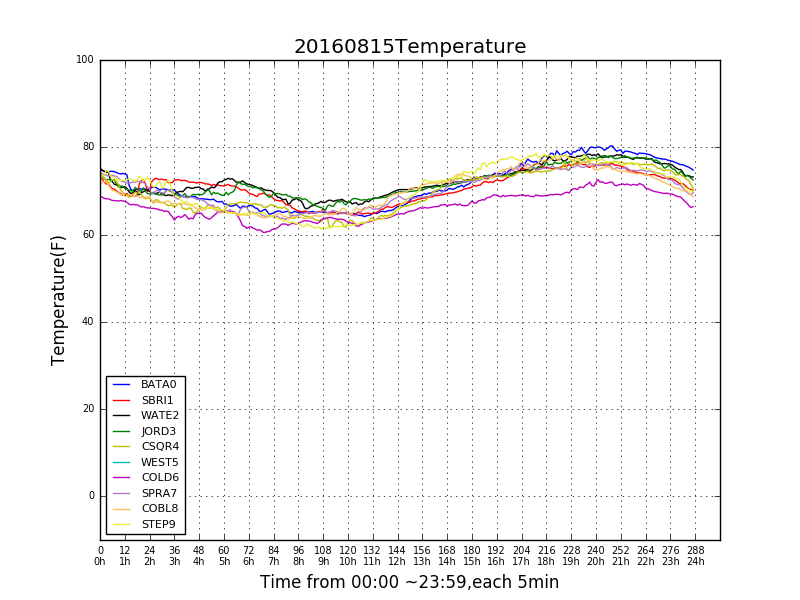 20160815Temperature
100
80
60
40
20
0
Temperature(F)
BATA0
SBRI1
WATE2
JORD3
CSQR4
WEST5
COLD6
SPRA7
COBL8
STEP9
0 12 24 36 48 60 72 84 96 108 120 132 144 156 168 180 192 204 216 228 240 252 264 276 288
0h 1h 2h 3h 4h 5h 6h 7h 8h 9h 10h 11h 12h 13h 14h 15h 16h 17h 18h 19h 20h 21h 22h 23h 24h
Time from 00:00 ~23:59,each 5min